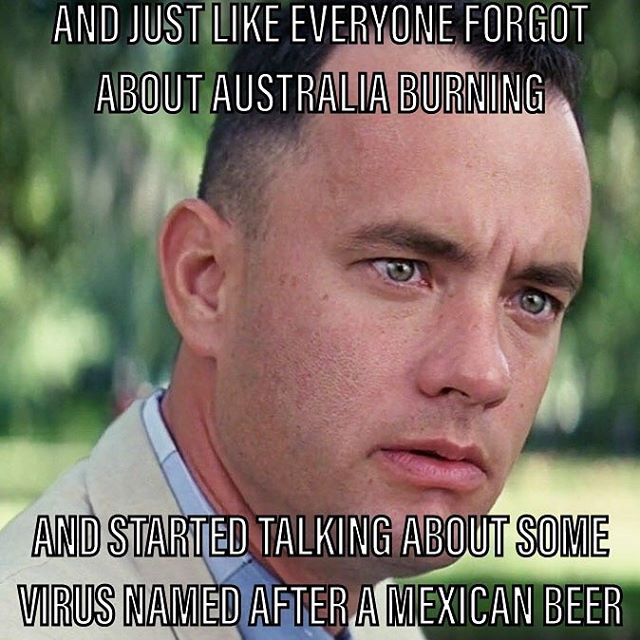 AND JUST LIKE EVERYONE FORGOT
ABOUT AUSTRALIA BURNING
AND STARTED TALKING ABOUT SOME
VIRUS NAMED AFTER A MEXICAN BEER